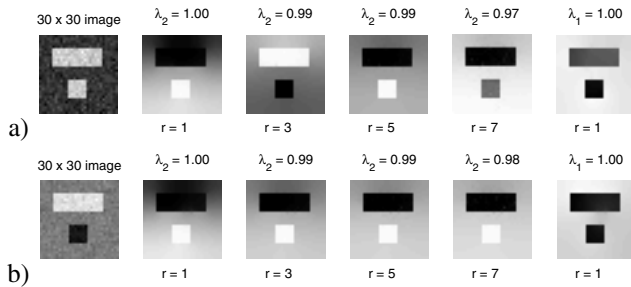 30 x 30 image λ2 = 1.00 λ2 = 0.99 λ2 = 0.99 λ2 = 0.97 λ1 = 1.00
a) r = 1 r = 3 r = 5 r = 7 r = 1
30 x 30 image λ2 = 1.00 λ2 = 0.99 λ2 = 0.99 λ2 = 0.98 λ1 = 1.00
b) r = 1 r = 3 r = 5 r = 7 r = 1